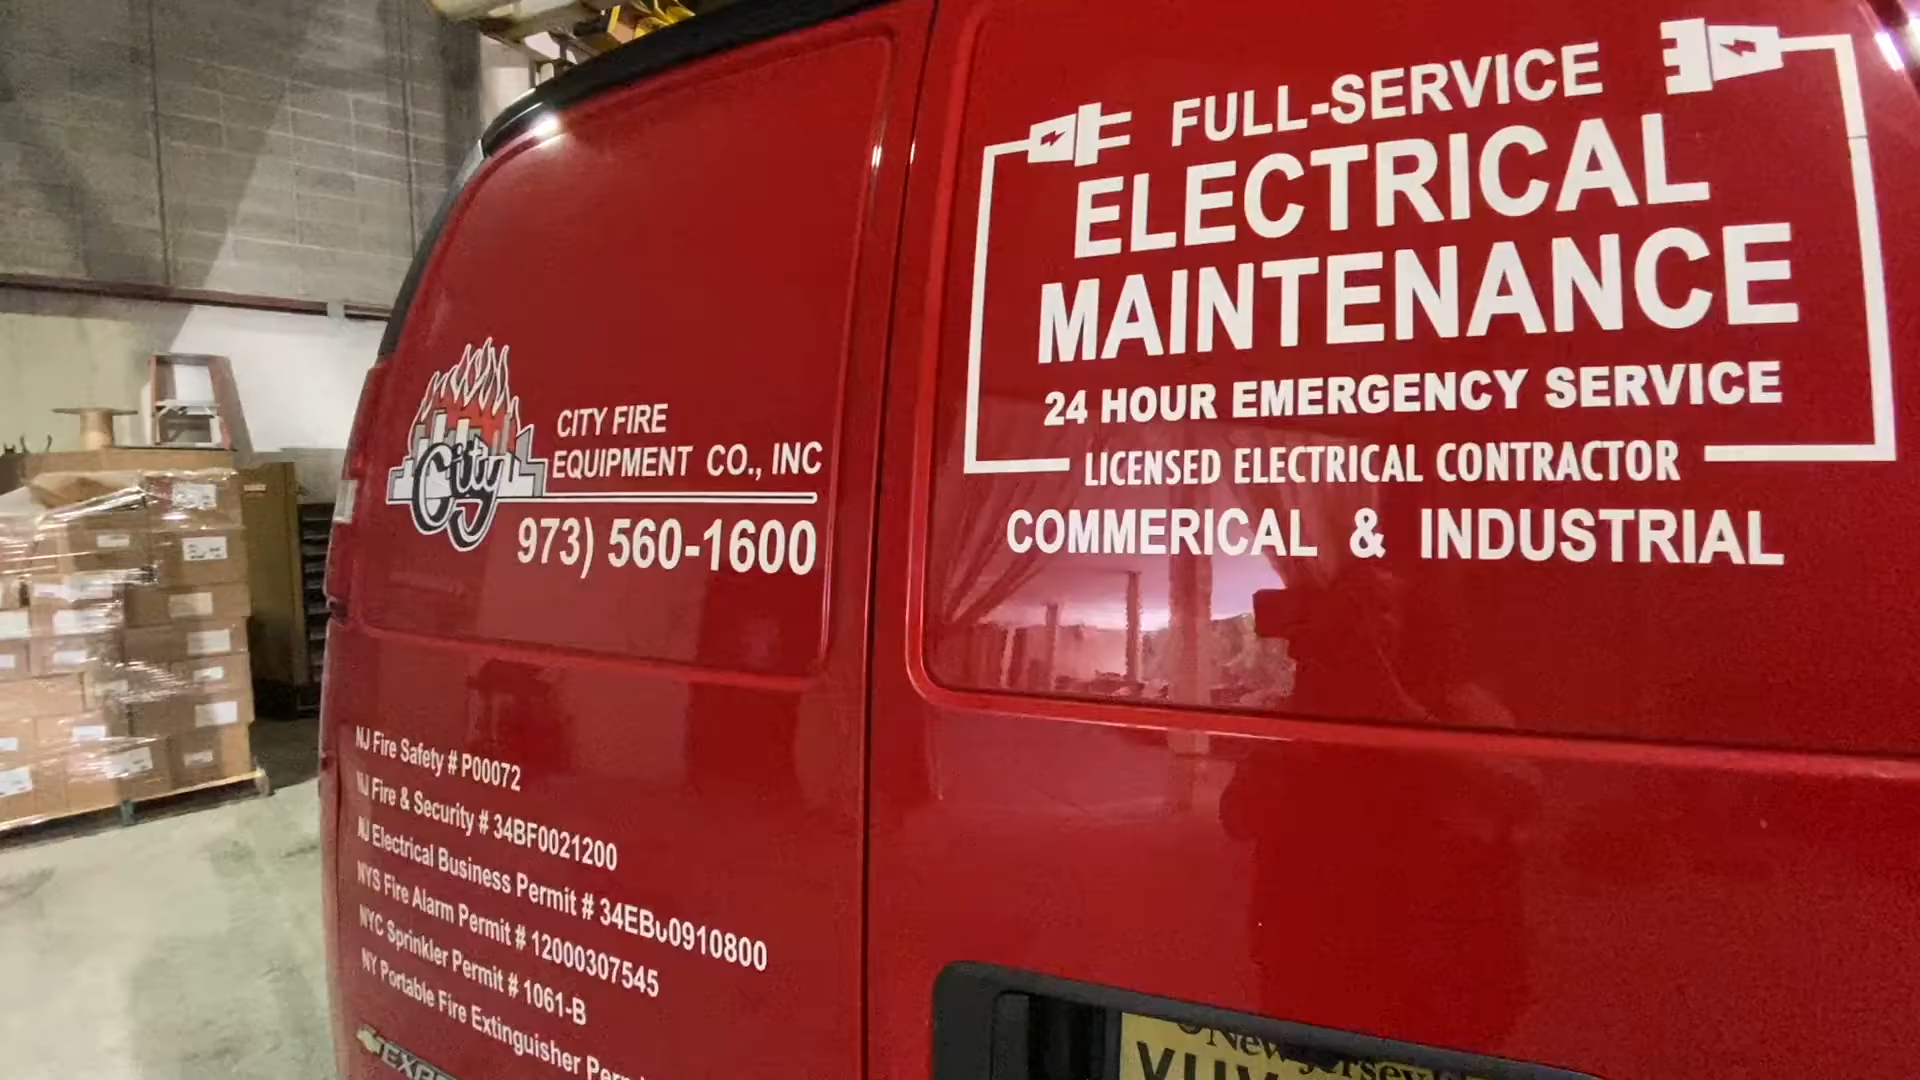 City
CITY FIRE
EQUIPMENT CO., INC
973) 560-1600
NJ Fire Safety # P00072
NJ Fire & Security # 34BF0021200
NJ Electrical Business Permit # 34EB00910800
NYS Fire Alarm Permit # 12000307545
NYC Sprinkler Permit # 1061-B
NY Portable Fire Extinguisher
FULL-SERVICE
ELECTRICAL
MAINTENANCE
24 HOUR EMERGENCY SERVICE
LICENSED ELECTRICAL CONTRACTOR
COMMERICAL & INDUSTRIAL
New Jersey